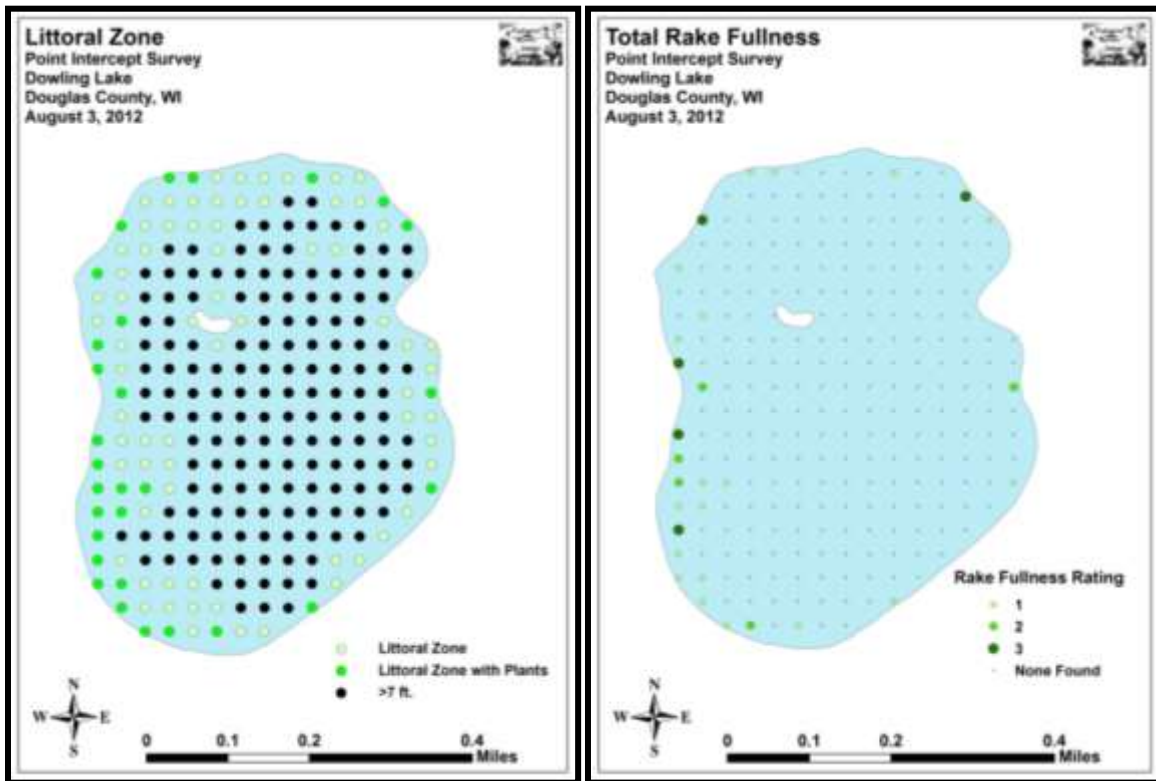 Littoral Zone
Point Intercept Survey
Dowling Lake
Douglas County, WI
August 3, 2012
Littoral Zone
Littoral Zone with Plants
>7 ft.
N
W E
S
0 0.1 0.2 0.4
Miles
Total Rake Fullness
Point Intercept Survey
Dowling Lake
Douglas County, WI
August 3, 2012
Rake Fullness Rating
1
2
3
None Found
N
W E
S
0 0.1 0.2 0.4
Miles